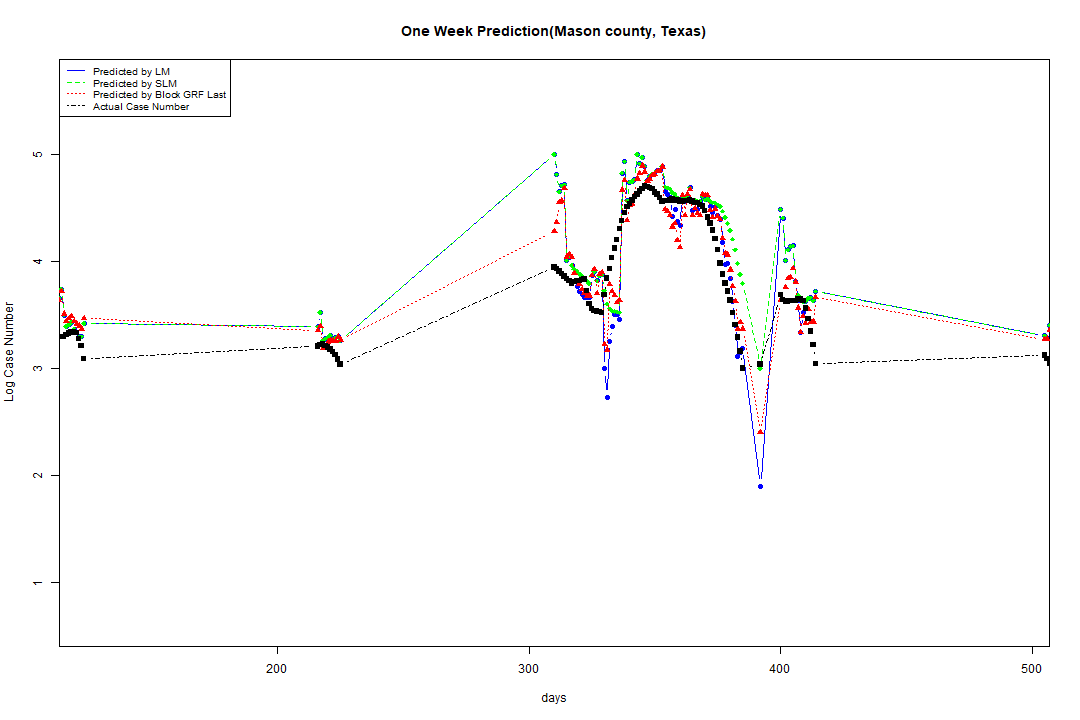 One Week Prediction(Mason county, Texas)
Predicted by LM
Predicted by SLM
Predicted by Block GRF Last
Actual Case Number
5
4
3
2
1
Log Case Number
200
300
400
500
days